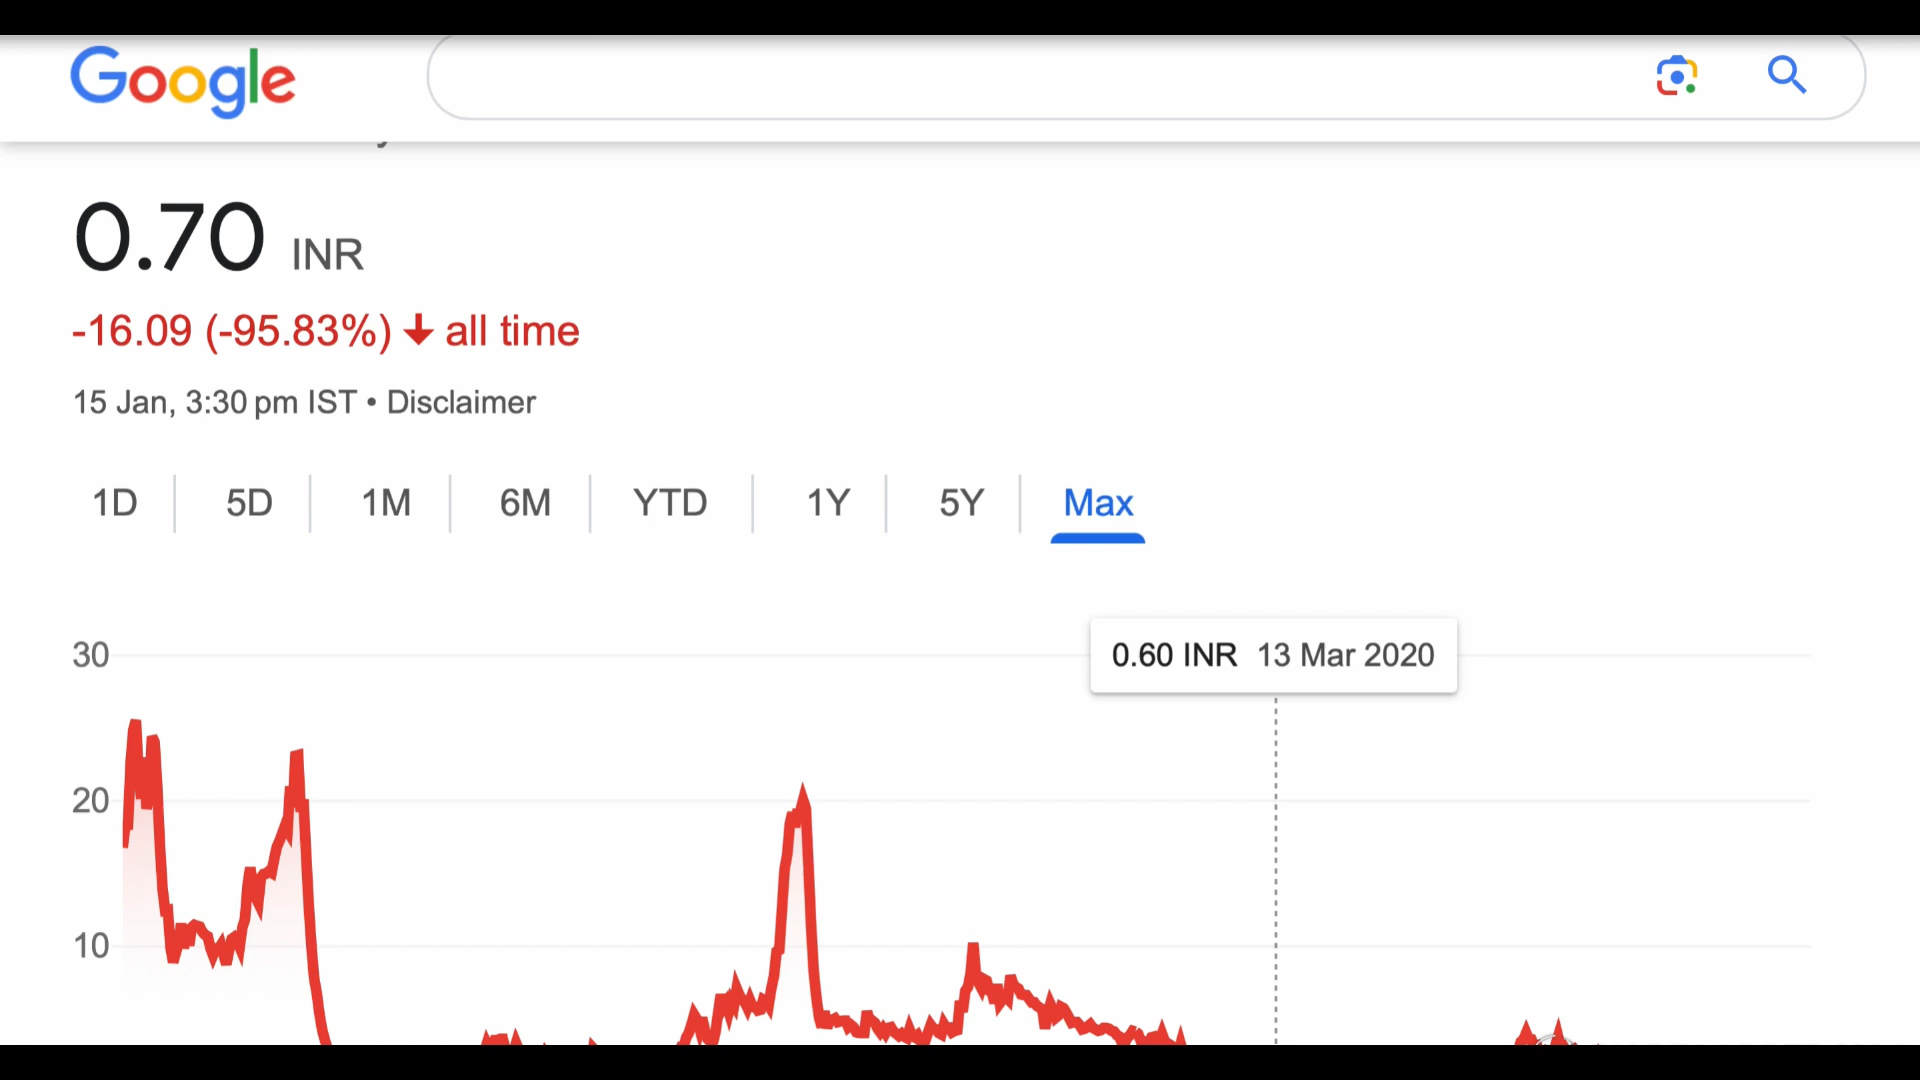 Google
0.70 INR
-16.09 (-95.83%) ↓ all time
15 Jan, 3:30 pm IST • Disclaimer
1D 5D 1M 6M YTD 1Y 5Y Max
0.60 INR 13 Mar 2020
30
20
10